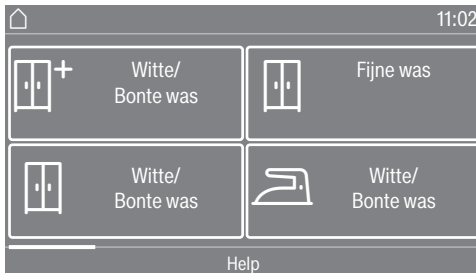 11:02
Witte/
Bonte was
Fijne was
Witte/
Bonte was
Witte/
Bonte was
Help